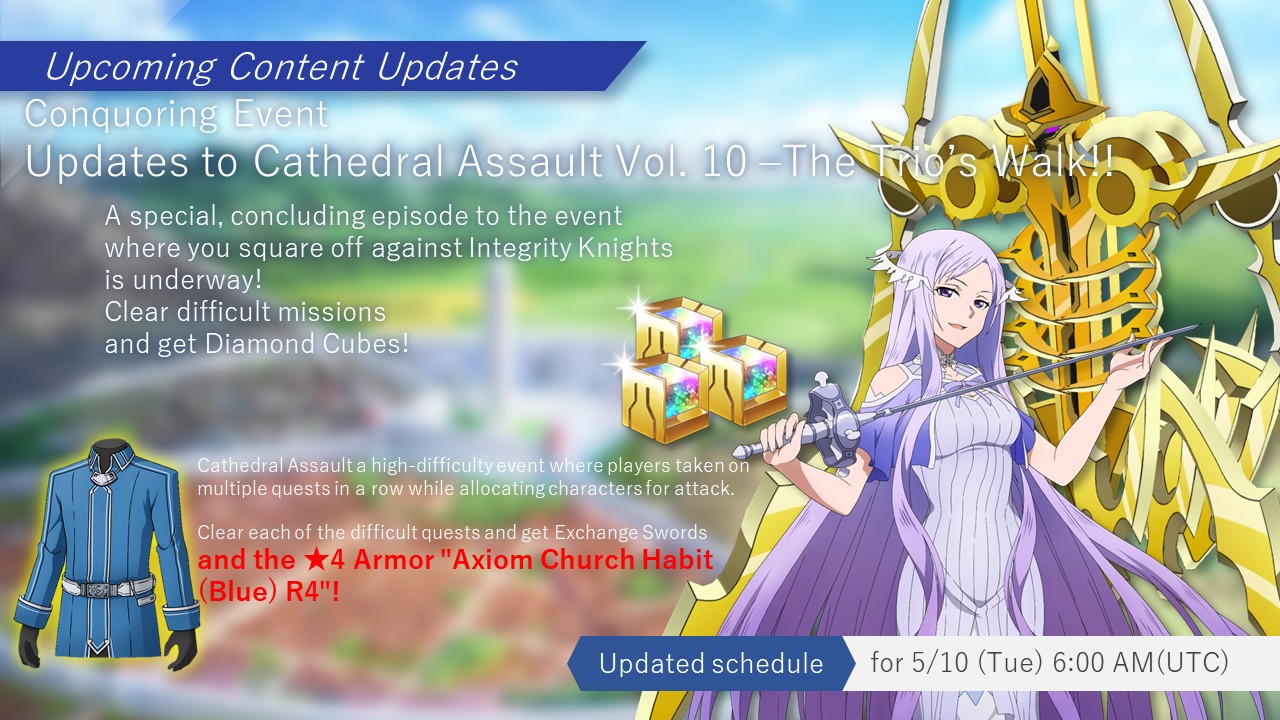 Upcoming Content Updates
Conquoring Event
Updates to Cathedral Assault Vol. 10 –The Trio's Walk!!
A special, concluding episode to the event
where you square off against Integrity Knights
is underway!
Clear difficult missions
and get Diamond Cubes!
Cathedral Assault a high-difficulty event where players taken on
multiple quests in a row while allocating characters for attack.
Clear each of the difficult quests and get Exchange Swords
and the ★4 Armor "Axiom Church Habit
(Blue) R4"!
Updated schedule
for 5/10 (Tue) 6:00 AM(UTC)